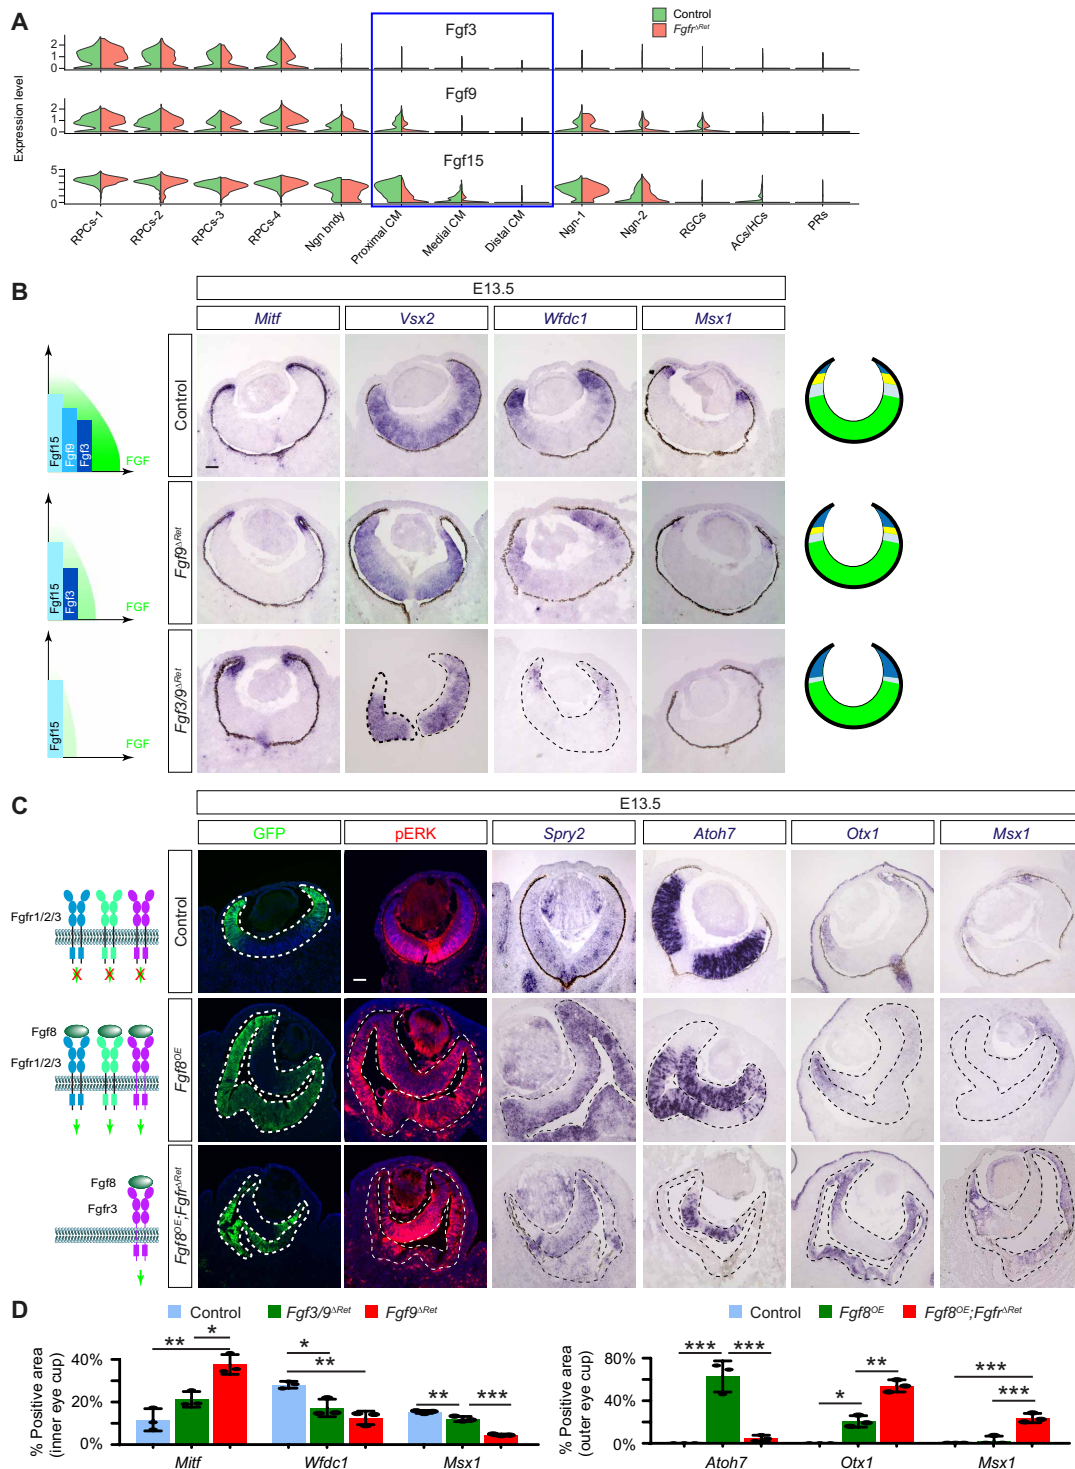 A
Control
Fgfr^ΔRet
Expression level
Fgf3
2
1
0
Fgf9
2
1
0
Fgf15
5
0
RPCs-1
RPCs-2
RPCs-3
RPCs-4
Ngn bndy
Proximal CM
Medial CM
Distal CM
Ngn-1
Ngn-2
RGCs
ACs/HCs
PRs
B
E13.5
Mitf
Vsx2
Wfdc1
Msx1
Fgf15
Fgf9
Fgf3
FGF
Control
Fgf15
Fgf3
FGF
Fgf9^ΔRet
Fgf15
FGF
Fgf3/9^ΔRet
C
E13.5
GFP
pERK
Spry2
Atoh7
Otx1
Msx1
Fgfr1/2/3
Control
Fgf8
Fgfr1/2/3
Fgf8^OE
Fgf8
Fgfr3
Fgf8^OE;Fgfr^ΔRet
D
Control
Fgf3/9^ΔRet
Fgf9^ΔRet
% Positive area
(inner eye cup)
40%
20%
0%
**
*
*
**
**
***
Mitf
Wfdc1
Msx1
Control
Fgf8^OE
Fgf8^OE;Fgfr^ΔRet
% Positive area
(outer eye cup)
80%
40%
0%
***
***
*
**
***
***
Atoh7
Otx1
Msx1